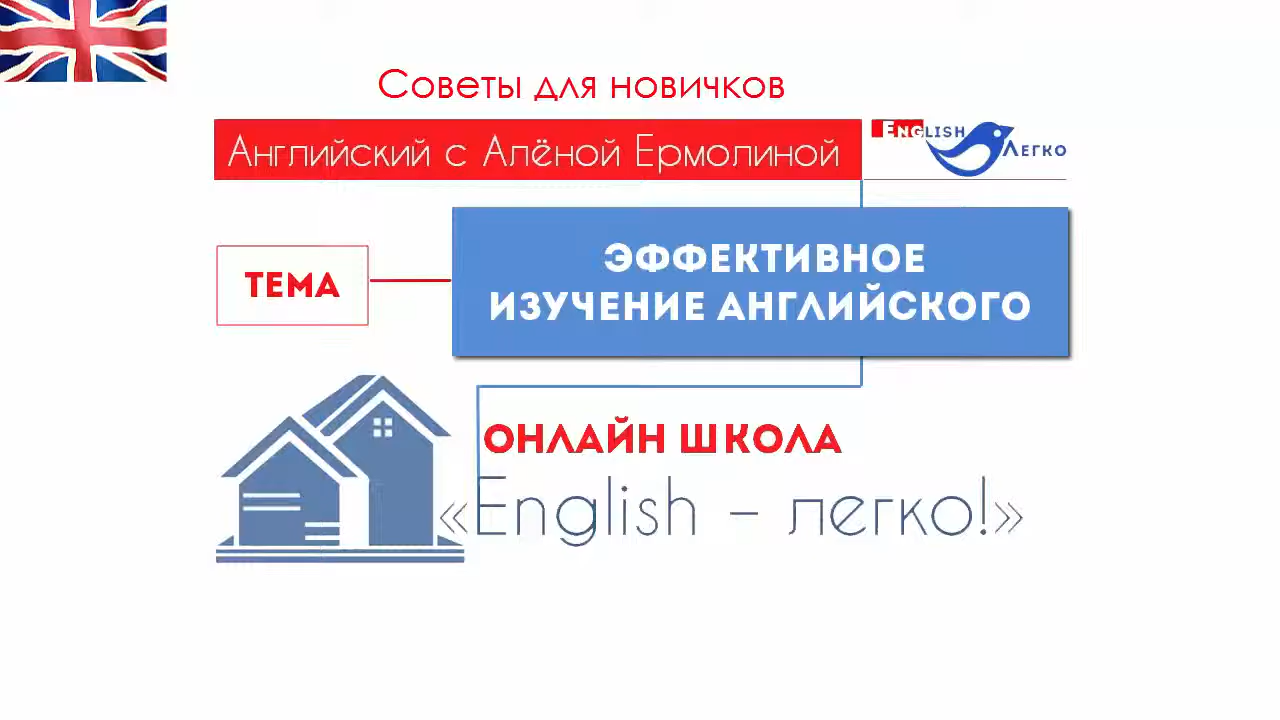 Советы для новичков
Английский с Алёной Ермолиной
English
Легко
ТЕМА
ЭФФЕКТИВНОЕ
ИЗУЧЕНИЕ АНГЛИЙСКОГО
ОНЛАЙН ШКОЛА
«English – легко!»